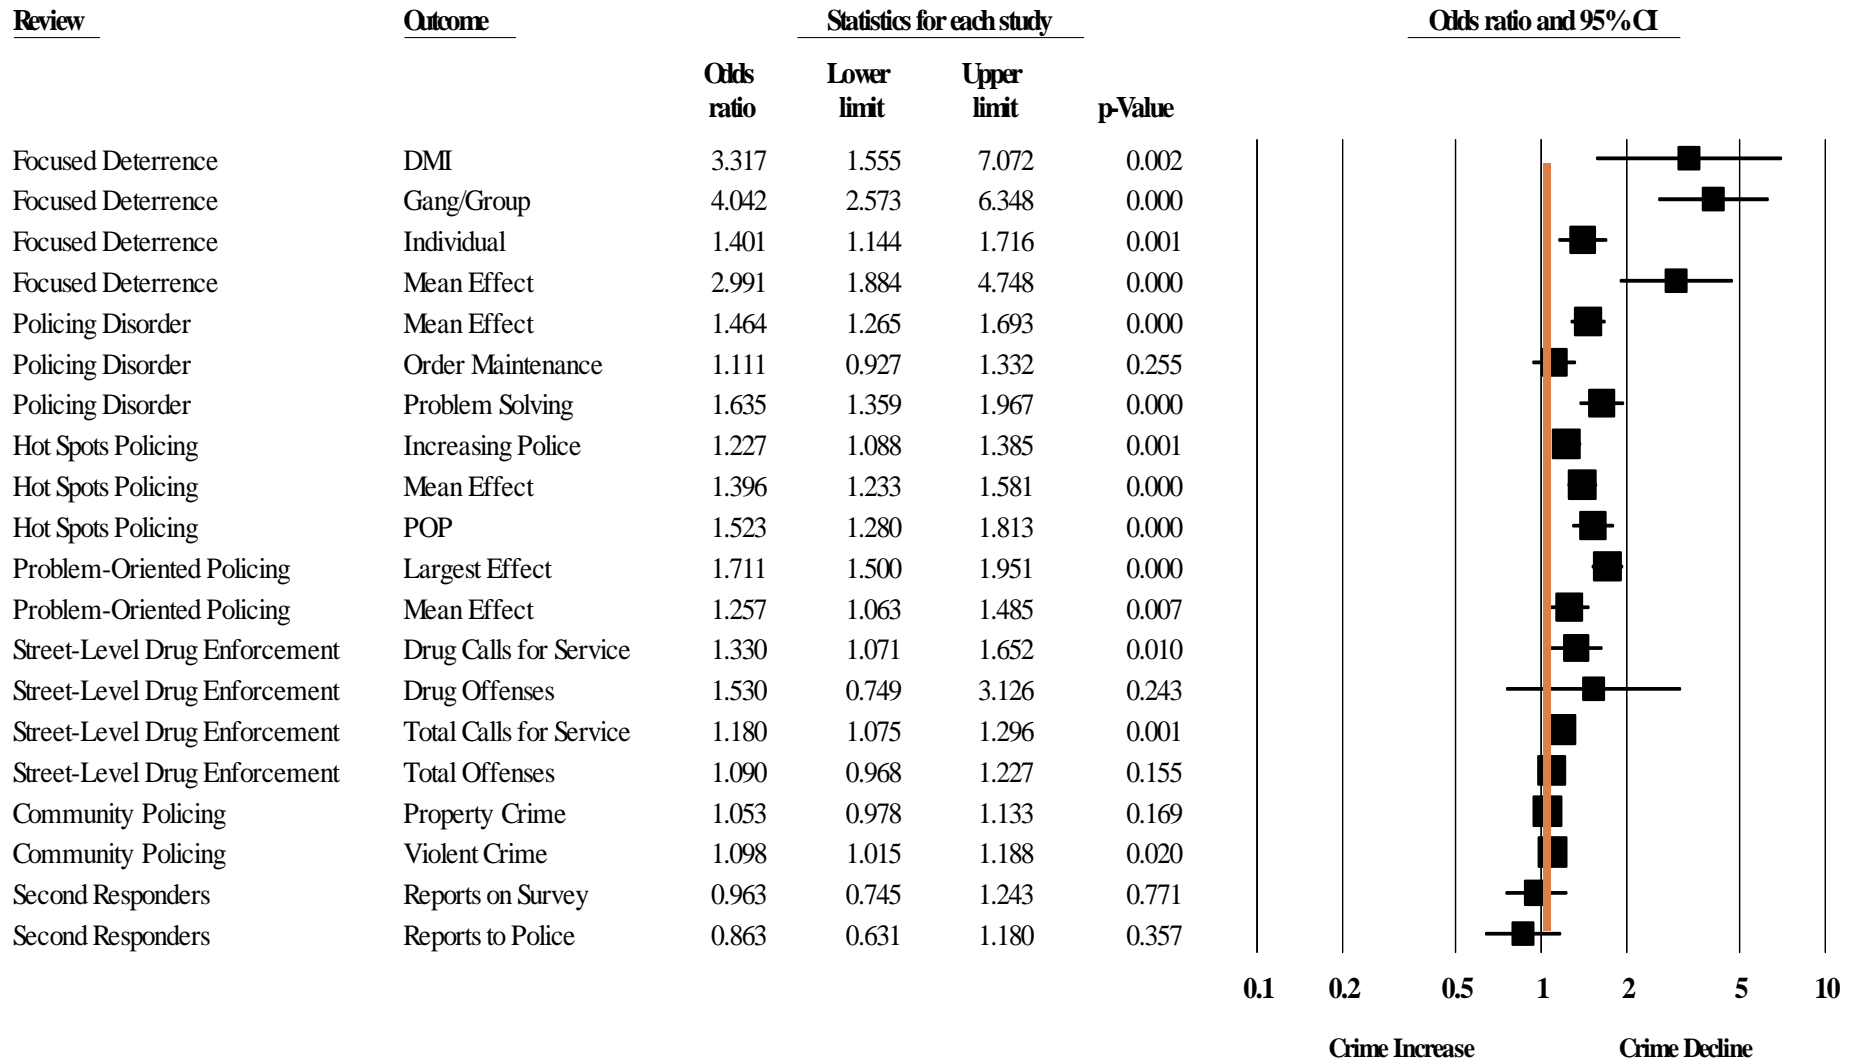 Review Outcome Statistics for each study Odds ratio and 95% CI
Odds Lower Upper
ratio limit limit p-Value
Focused Deterrence DMI 3.317 1.555 7.072 0.002
Focused Deterrence Gang/Group 4.042 2.573 6.348 0.000
Focused Deterrence Individual 1.401 1.144 1.716 0.001
Focused Deterrence Mean Effect 2.991 1.884 4.748 0.000
Policing Disorder Mean Effect 1.464 1.265 1.693 0.000
Policing Disorder Order Maintenance 1.111 0.927 1.332 0.255
Policing Disorder Problem Solving 1.635 1.359 1.967 0.000
Hot Spots Policing Increasing Police 1.227 1.088 1.385 0.001
Hot Spots Policing Mean Effect 1.396 1.233 1.581 0.000
Hot Spots Policing POP 1.523 1.280 1.813 0.000
Problem-Oriented Policing Largest Effect 1.711 1.500 1.951 0.000
Problem-Oriented Policing Mean Effect 1.257 1.063 1.485 0.007
Street-Level Drug Enforcement Drug Calls for Service 1.330 1.071 1.652 0.010
Street-Level Drug Enforcement Drug Offenses 1.530 0.749 3.126 0.243
Street-Level Drug Enforcement Total Calls for Service 1.180 1.075 1.296 0.001
Street-Level Drug Enforcement Total Offenses 1.090 0.968 1.227 0.155
Community Policing Property Crime 1.053 0.978 1.133 0.169
Community Policing Violent Crime 1.098 1.015 1.188 0.020
Second Responders Reports on Survey 0.963 0.745 1.243 0.771
Second Responders Reports to Police 0.863 0.631 1.180 0.357
0.1 0.2 0.5 1 2 5 10
Crime Increase Crime Decline